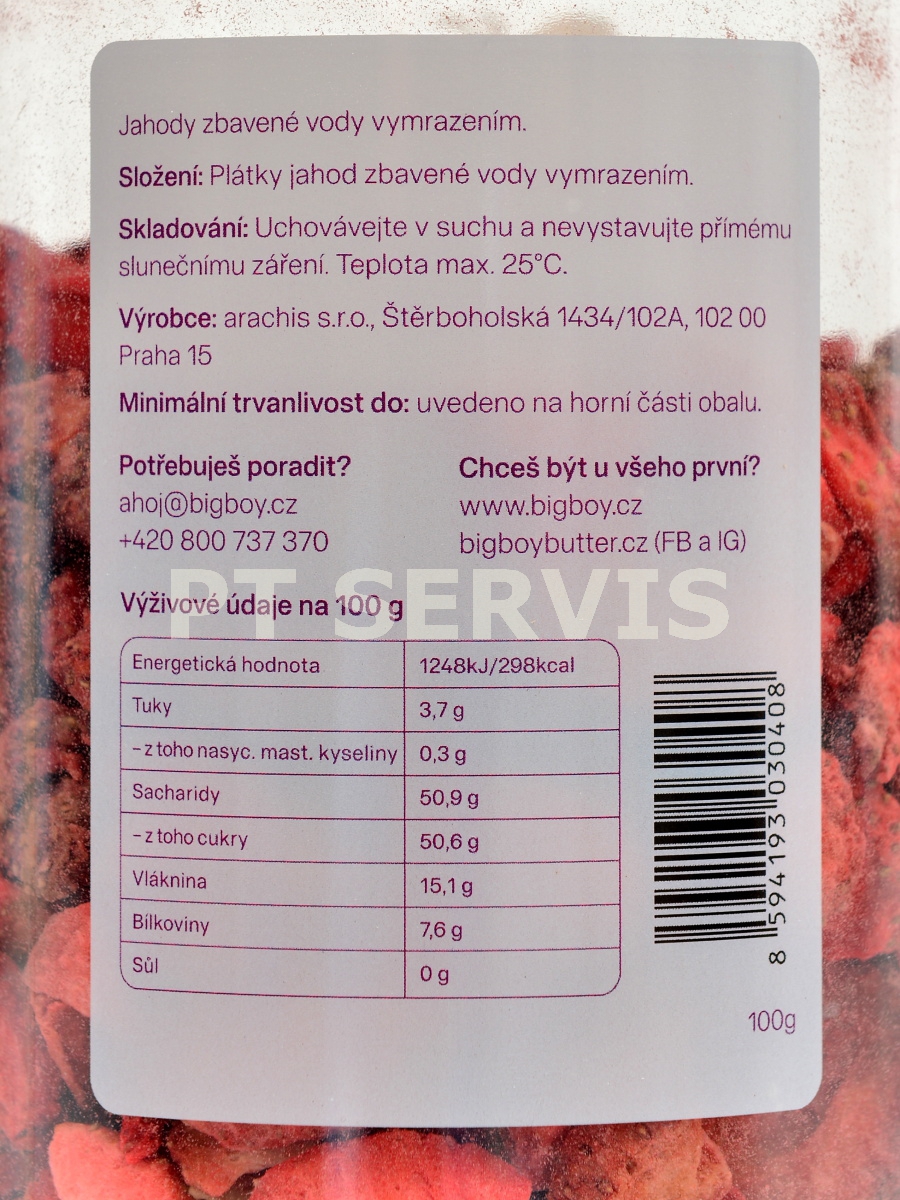 Jahody zbavené vody vymrazením.
Složení: Plátky jahod zbavené vody vymrazením.
Skladování: Uchovávejte v suchu a nevystavujte přímému
slunečnímu záření. Teplota max. 25°C.
Výrobce: arachis s.r.o., Štěrboholská 1434/102A, 102 00
Praha 15
Minimální trvanlivost do: uvedeno na horní části obalu.
Potřebuješ poradit?
ahoj@bigboy.cz
+420 800 737 370
Chceš být u všeho první?
www.bigboy.cz
bigboybutter.cz (FB a IG)
PT SERVIS
Výživové údaje na 100 g
Energetická hodnota 1248kJ/298kcal
Tuky 3,7 g
- z toho nasyc. mast. kyseliny 0,3 g
Sacharidy 50,9 g
- z toho cukry 50,6 g
Vláknina 15,1 g
Bílkoviny 7,6 g
Sůl 0 g
8 594193 030408
100g